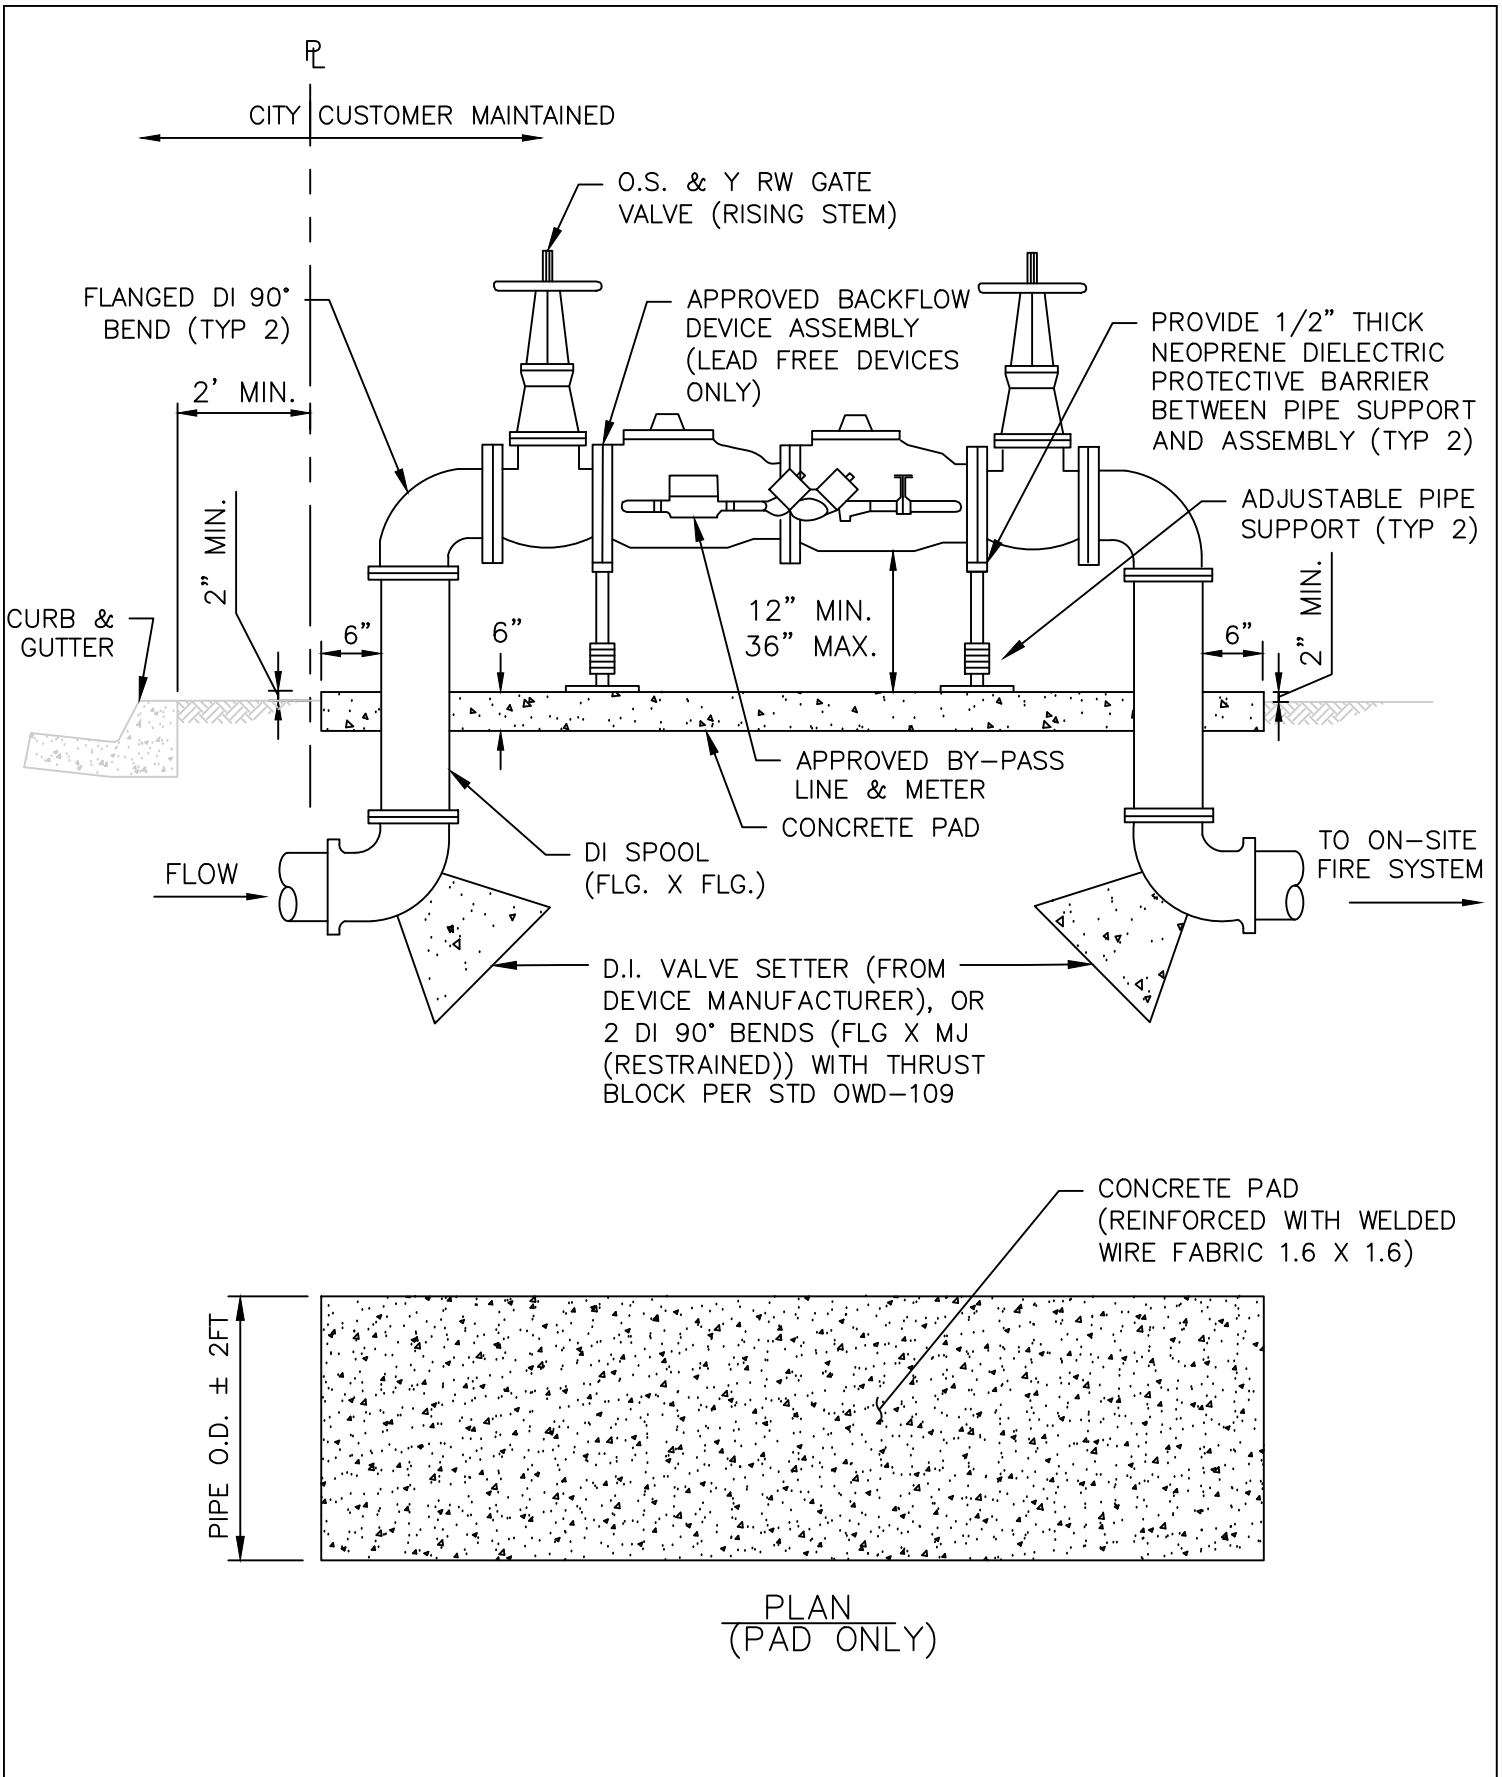 PL
CITY CUSTOMER MAINTAINED
O.S. & Y RW GATE
VALVE (RISING STEM)
FLANGED DI 90°
BEND (TYP 2)
APPROVED BACKFLOW
DEVICE ASSEMBLY
(LEAD FREE DEVICES
ONLY)
PROVIDE 1/2" THICK
NEOPRENE DIELECTRIC
PROTECTIVE BARRIER
BETWEEN PIPE SUPPORT
AND ASSEMBLY (TYP 2)
2' MIN.
ADJUSTABLE PIPE
SUPPORT (TYP 2)
2" MIN.
2" MIN.
CURB &
GUTTER
6"
6"
12" MIN.
36" MAX.
6"
APPROVED BY-PASS
LINE & METER
CONCRETE PAD
DI SPOOL
(FLG. X FLG.)
FLOW
TO ON-SITE
FIRE SYSTEM
D.I. VALVE SETTER (FROM
DEVICE MANUFACTURER), OR
2 DI 90° BENDS (FLG X MJ
(RESTRAINED)) WITH THRUST
BLOCK PER STD OWD-109
CONCRETE PAD
(REINFORCED WITH WELDED
WIRE FABRIC 1.6 X 1.6)
PIPE O.D. ± 2FT
PLAN
(PAD ONLY)